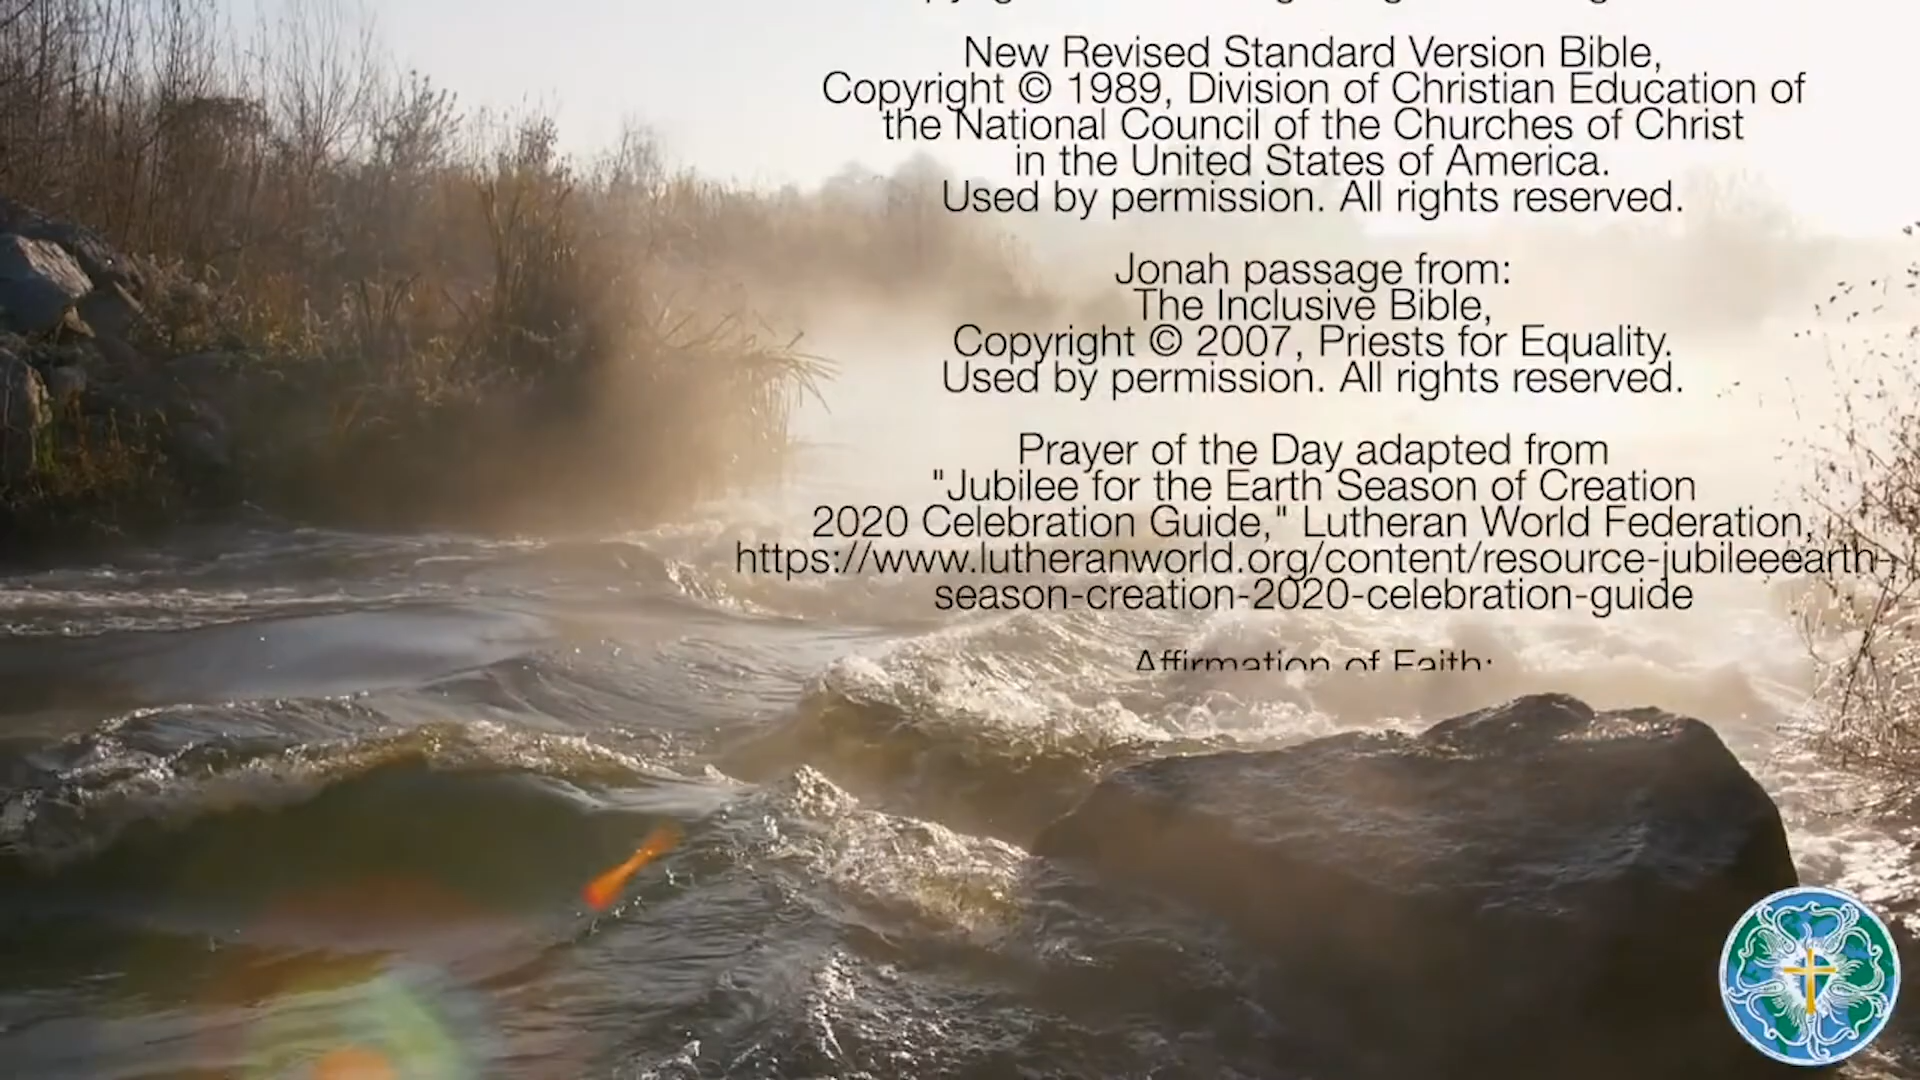 New Revised Standard Version Bible,
Copyright © 1989, Division of Christian Education of
the National Council of the Churches of Christ
in the United States of America.
Used by permission. All rights reserved.
Jonah passage from:
The Inclusive Bible,
Copyright © 2007, Priests for Equality.
Used by permission. All rights reserved.
Prayer of the Day adapted from
"Jubilee for the Earth Season of Creation
2020 Celebration Guide," Lutheran World Federation,
https://www.lutheranworld.org/content/resource-jubileeearth-
season-creation-2020-celebration-guide
Affirmation of Faith: